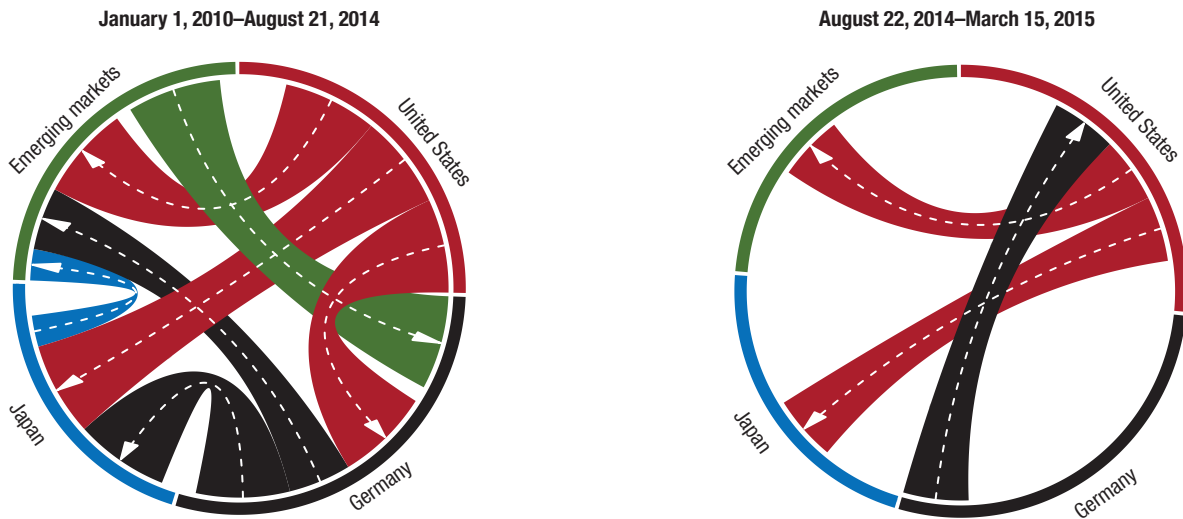 January 1, 2010–August 21, 2014
Emerging markets
United States
Japan
Germany
August 22, 2014–March 15, 2015
Emerging markets
United States
Japan
Germany